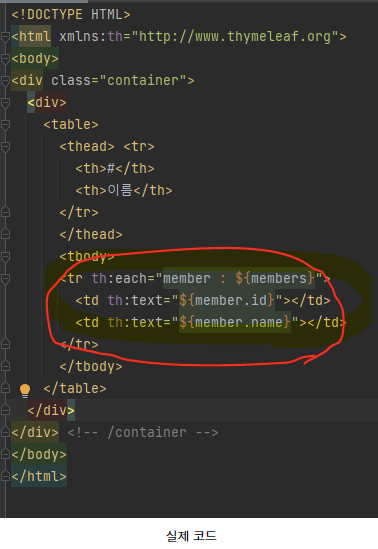 <!DOCTYPE HTML>
<html xmlns:th="http://www.thymeleaf.org">
<body>
<div class="container">
<div>
<table>
<thead> <tr>
<th>#</th>
<th>이름</th>
</tr>
</thead>
<tbody>
<tr th:each="member : ${members}">
<td th:text="${member.id}"></td>
<td th:text="${member.name}"></td>
</tr>
</tbody>
</table>
</div>
</div> <!-- /container -->
</body>
</html>
실제 코드